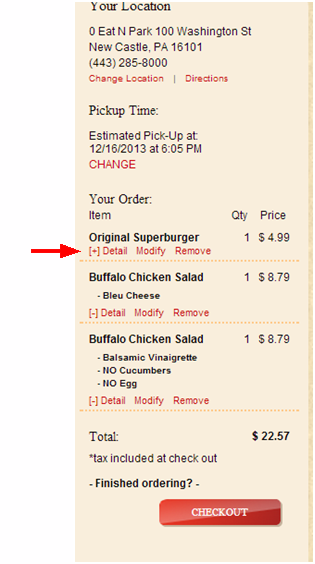 Your Location
0 Eat N Park 100 Washington St
New Castle, PA 16101
(443) 285-8000
Change Location | Directions
Pickup Time:
Estimated Pick-Up at:
12/16/2013 at 6:05 PM
CHANGE
Your Order:
Item Qty Price
Original Superburger 1 $ 4.99
[+] Detail Modify Remove
Buffalo Chicken Salad 1 $ 8.79
- Bleu Cheese
[-] Detail Modify Remove
Buffalo Chicken Salad 1 $ 8.79
- Balsamic Vinaigrette
- NO Cucumbers
- NO Egg
[-] Detail Modify Remove
Total: $ 22.57
*tax included at check out
- Finished ordering? -
CHECKOUT